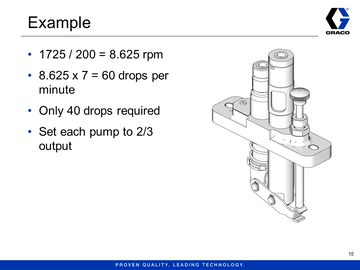 Example
GRACO
• 1725 / 200 = 8.625 rpm
• 8.625 x 7 = 60 drops per
minute
• Only 40 drops required
• Set each pump to 2/3
output
10
PROVEN QUALITY. LEADING TECHNOLOGY.